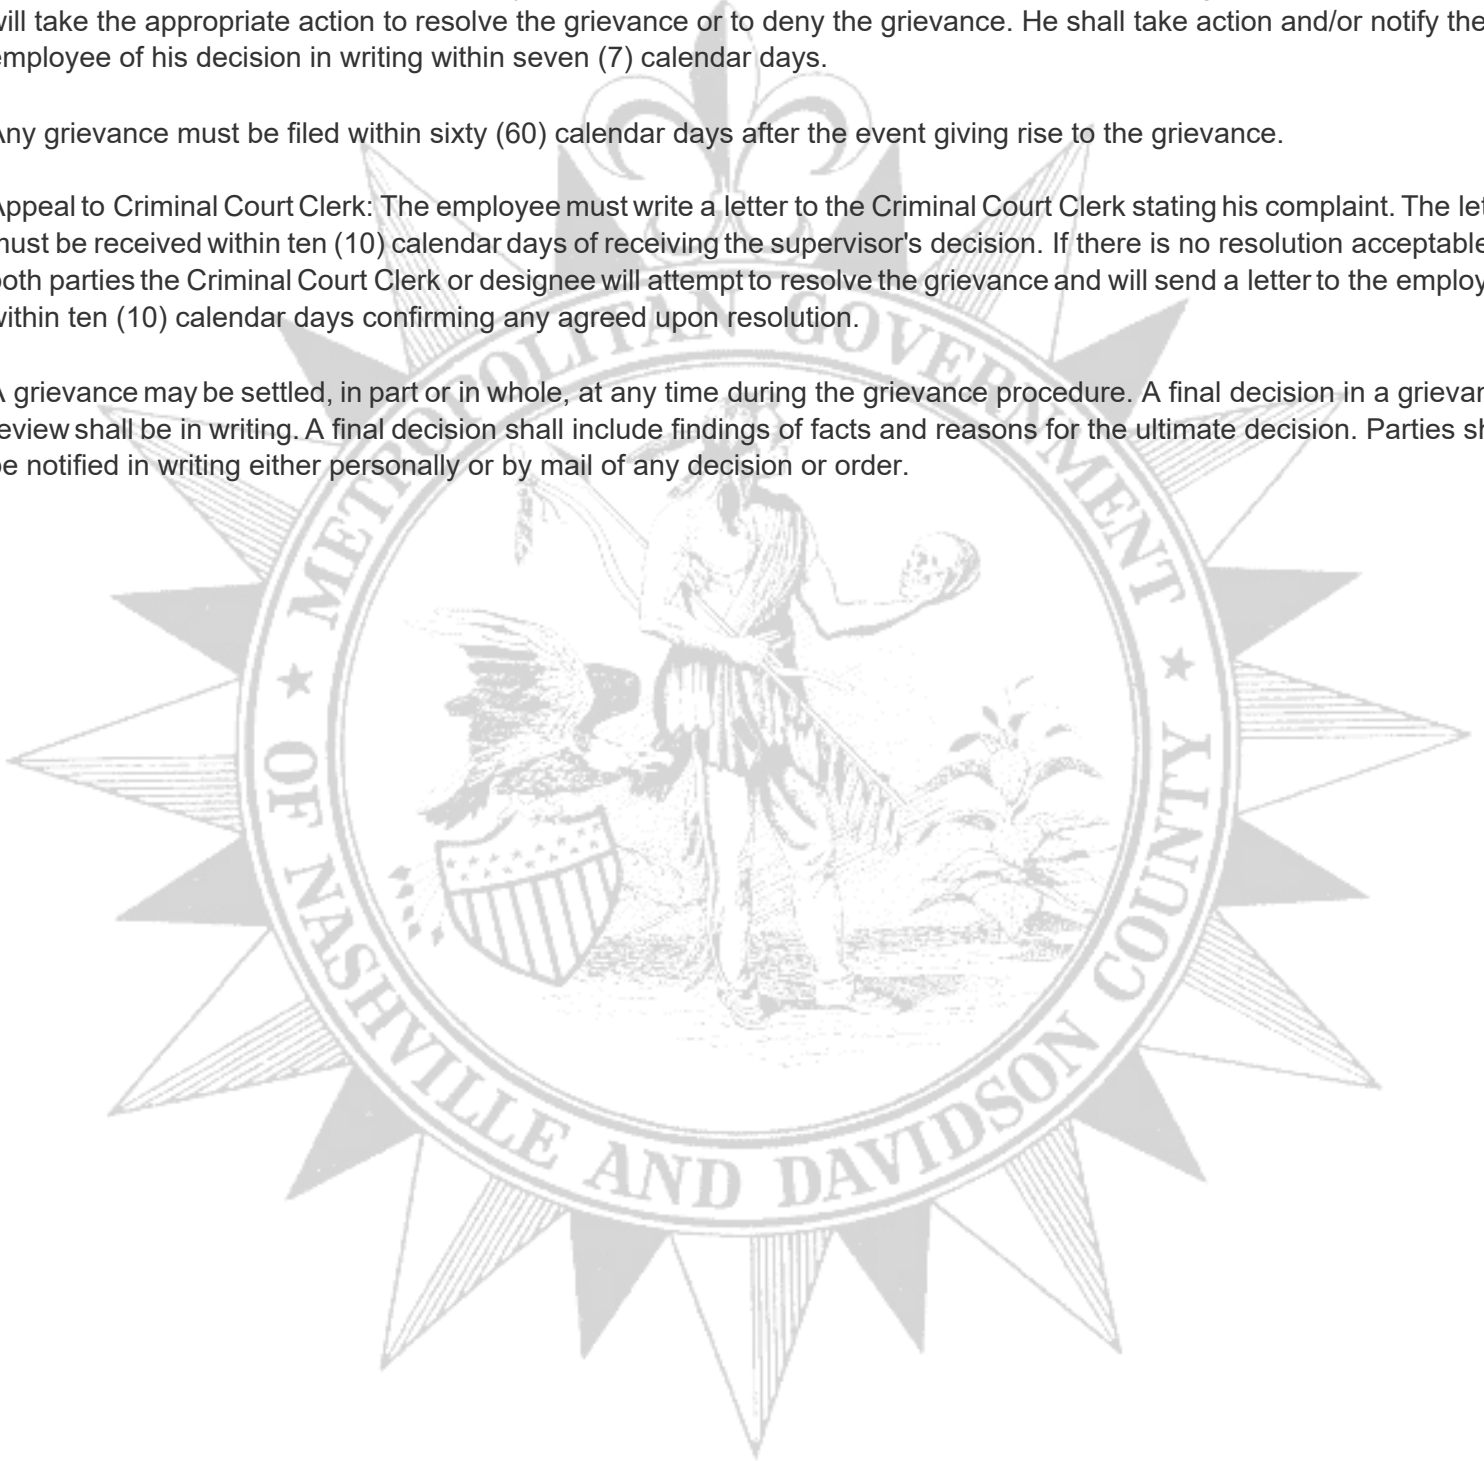 will take the appropriate action to resolve the grievance or to deny the grievance. He shall take action and/or notify the
employee of his decision in writing within seven (7) calendar days.
Any grievance must be filed within sixty (60) calendar days after the event giving rise to the grievance.
Appeal to Criminal Court Clerk: The employee must write a letter to the Criminal Court Clerk stating his complaint. The let
must be received within ten (10) calendar days of receiving the supervisor's decision. If there is no resolution acceptable
both parties the Criminal Court Clerk or designee will attempt to resolve the grievance and will send a letter to the employ
within ten (10) calendar days confirming any agreed upon resolution.
A grievance may be settled, in part or in whole, at any time during the grievance procedure. A final decision in a grievan
review shall be in writing. A final decision shall include findings of facts and reasons for the ultimate decision. Parties sh
be notified in writing either personally or by mail of any decision or order.
METROPOLITAN GOVERNMENT
OF NASHVILLE AND DAVIDSON COUNTY